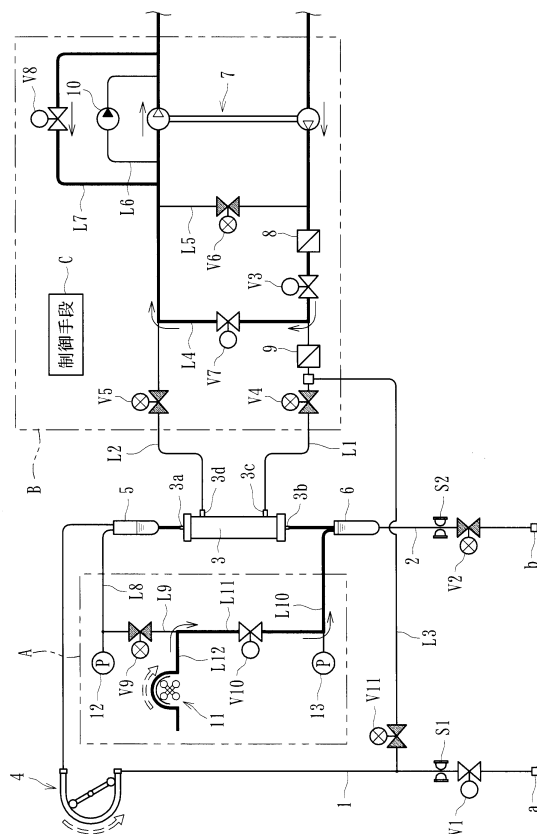 V8
10
7
L7
L6
L5
V6
8
C
制御手段
V3
L4
V7
9
V5
V4
B
L2
L1
3a
3d
3c
3b
5
3
6
S2
2
V2
b
L8
L9
L11
L10
A
12
P
V9
L12
V10
11
13
P
L3
V11
4
S1
1
V1
a